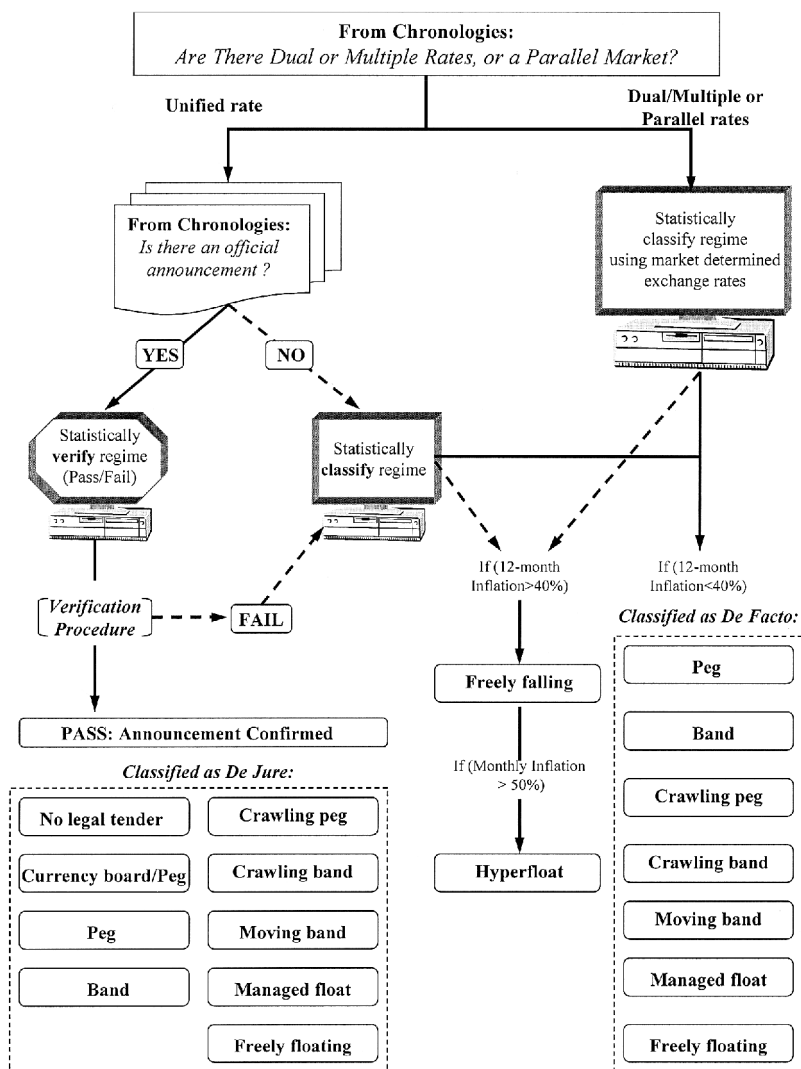 From Chronologies:
Are There Dual or Multiple Rates, or a Parallel Market?
Unified rate
Dual/Multiple or
Parallel rates
From Chronologies:
Is there an official
announcement ?
Statistically
classify regime
using market determined
exchange rates
YES
NO
Statistically
verify regime
(Pass/Fail)
Statistically
classify regime
If (12-month
Inflation>40%)
If (12-month
Inflation<40%)
Verification
Procedure
FAIL
Classified as De Facto:
Freely falling
Peg
PASS: Announcement Confirmed
Band
Classified as De Jure:
If (Monthly Inflation
> 50%)
No legal tender
Crawling peg
Crawling peg
Currency board/Peg
Crawling band
Hyperfloat
Crawling band
Peg
Moving band
Moving band
Band
Managed float
Managed float
Freely floating
Freely floating